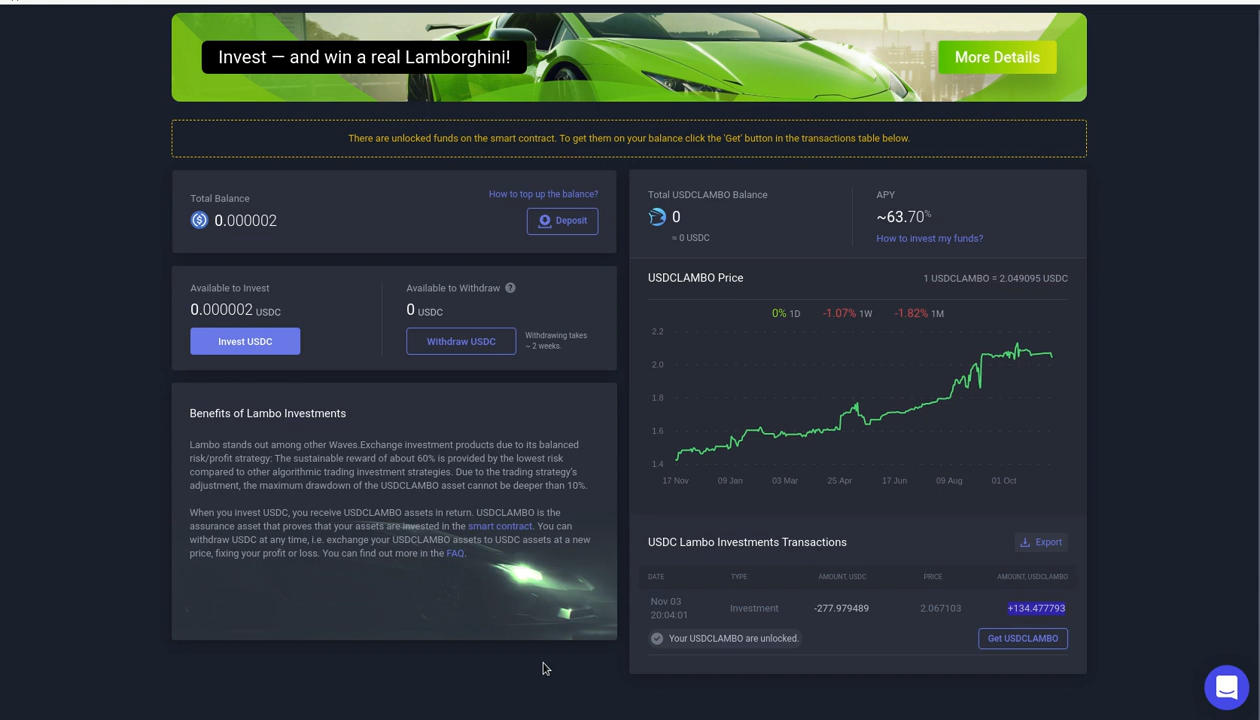 Invest — and win a real Lamborghini!
More Details
There are unlocked funds on the smart contract. To get them on your balance click the 'Get' button in the transactions table below.
Total Balance
How to top up the balance?
0.000002
Deposit
Available to Invest
0.000002 USDC
Invest USDC
Available to Withdraw ?
0 USDC
Withdraw USDC
Withdrawing takes
~ 2 weeks.
Benefits of Lambo Investments
Lambo stands out among other Waves.Exchange investment products due to its balanced
risk/profit strategy: The sustainable reward of about 60% is provided by the lowest risk
compared to other algorithmic trading investment strategies. Due to the trading strategy's
adjustment, the maximum drawdown of the USDCLAMBO asset cannot be deeper than 10%.
When you invest USDC, you receive USDCLAMBO assets in return. USDCLAMBO is the
assurance asset that proves that your assets are invested in the smart contract. You can
withdraw USDC at any time, i.e. exchange your USDCLAMBO assets to USDC assets at a new
price, fixing your profit or loss. You can find out more in the FAQ.
Total USDCLAMBO Balance
0
≈ 0 USDC
APY
~63.70%
How to invest my funds?
USDCLAMBO Price
1 USDCLAMBO = 2.049095 USDC
0% 1D -1.07% 1W -1.82% 1M
2.2
2.0
1.8
1.6
1.4
17 Nov 09 Jan 03 Mar 25 Apr 17 Jun 09 Aug 01 Oct
USDC Lambo Investments Transactions
Export
DATE TYPE AMOUNT, USDC PRICE AMOUNT, USDCLAMBO
Nov 03
20:04:01
Investment -277.979489 2.067103 +134.477793
Your USDCLAMBO are unlocked.
Get USDCLAMBO